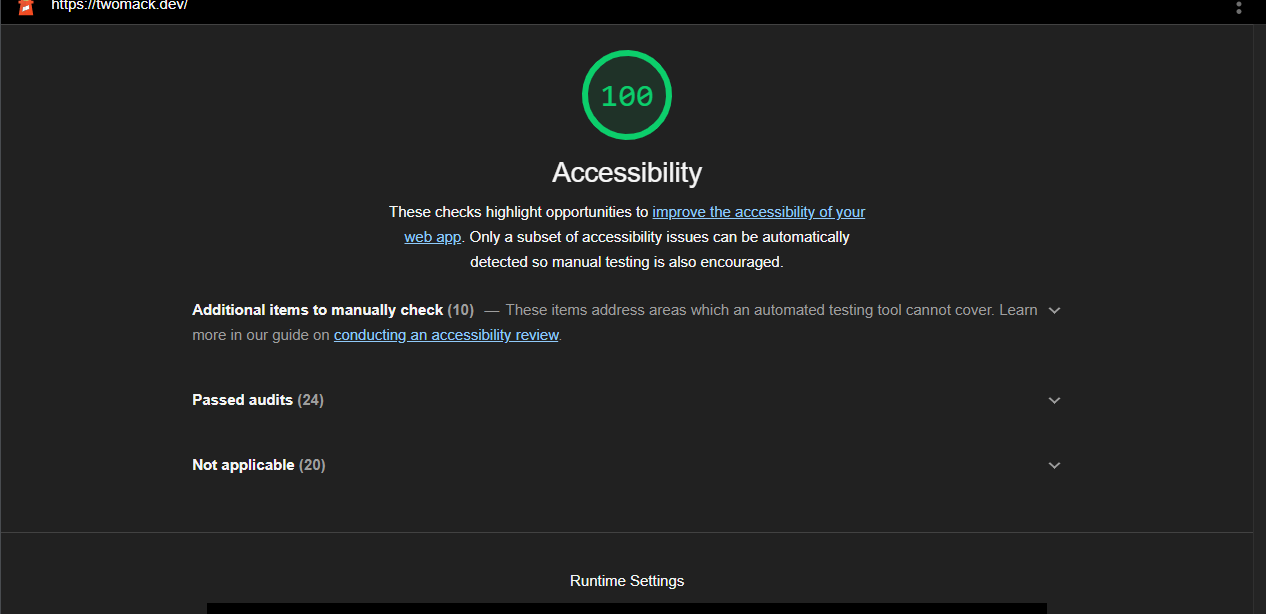 https://twomack.dev/
100
Accessibility
These checks highlight opportunities to improve the accessibility of your
web app. Only a subset of accessibility issues can be automatically
detected so manual testing is also encouraged.
Additional items to manually check (10) — These items address areas which an automated testing tool cannot cover. Learn
more in our guide on conducting an accessibility review.
Passed audits (24)
Not applicable (20)
Runtime Settings